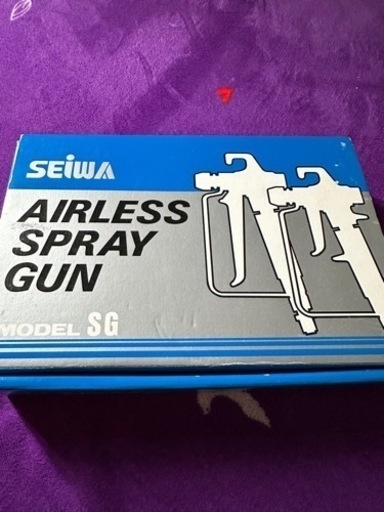 SEiWA
AIRLESS
SPRAY
GUN
MODEL SG